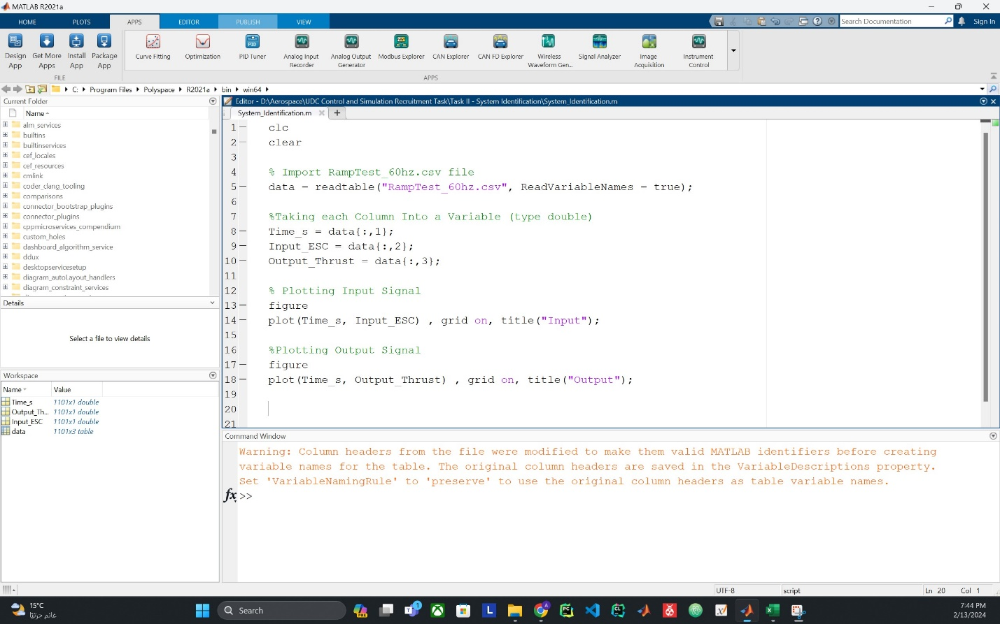 MATLAB R2021a
HOME PLOTS APPS EDITOR PUBLISH VIEW
Search Documentation
Sign In
Design App
Get More Apps
Install App
Package App
Curve Fitting
Optimization
PID Tuner
Analog Input Recorder
Analog Output Generator
Modbus Explorer
CAN Explorer
CAN FD Explorer
Wireless Waveform Gen...
Signal Analyzer
Image Acquisition
Instrument Control
FILE
APPS
C: Program Files Polyspace R2021a bin win64
Current Folder
Name
alm_services
builtins
builtinservices
cef_locales
cef_resources
cmlink
coder_clang_tooling
comparisons
connector_bootstrap_plugins
connector_plugins
cppmicroservices_compendium
custom_holes
dashboard_algorithm_service
ddux
desktopservicesetup
diagram_autoLayout_handlers
diagram_constraint_services
Details
Select a file to view details
Workspace
Name Value
Time_s 1101x1 double
Output_Th... 1101x1 double
Input_ESC 1101x1 double
data 1101x3 table
Editor - D:\Aerospace\UDC Control and Simulation Recruitment Task\Task II - System Identification\System_Identification.m
System_Identification.m
1 clc
2 clear
3
4 % Import RampTest_60hz.csv file
5 data = readtable("RampTest_60hz.csv", ReadVariableNames = true);
6
7 %Taking each Column Into a Variable (type double)
8 Time_s = data{:,1};
9 Input_ESC = data{:,2};
10 Output_Thrust = data{:,3};
11
12 % Plotting Input Signal
13 figure
14 plot(Time_s, Input_ESC) , grid on, title("Input");
15
16 %Plotting Output Signal
17 figure
18 plot(Time_s, Output_Thrust) , grid on, title("Output");
19
20
21
Command Window
Warning: Column headers from the file were modified to make them valid MATLAB identifiers before creating
variable names for the table. The original column headers are saved in the VariableDescriptions property.
Set 'VariableNamingRule' to 'preserve' to use the original column headers as table variable names.
fx >>
UTF-8 script Ln 20 Col 1
15°C
غائم جزئيًا
Search
7:44 PM
2/13/2024